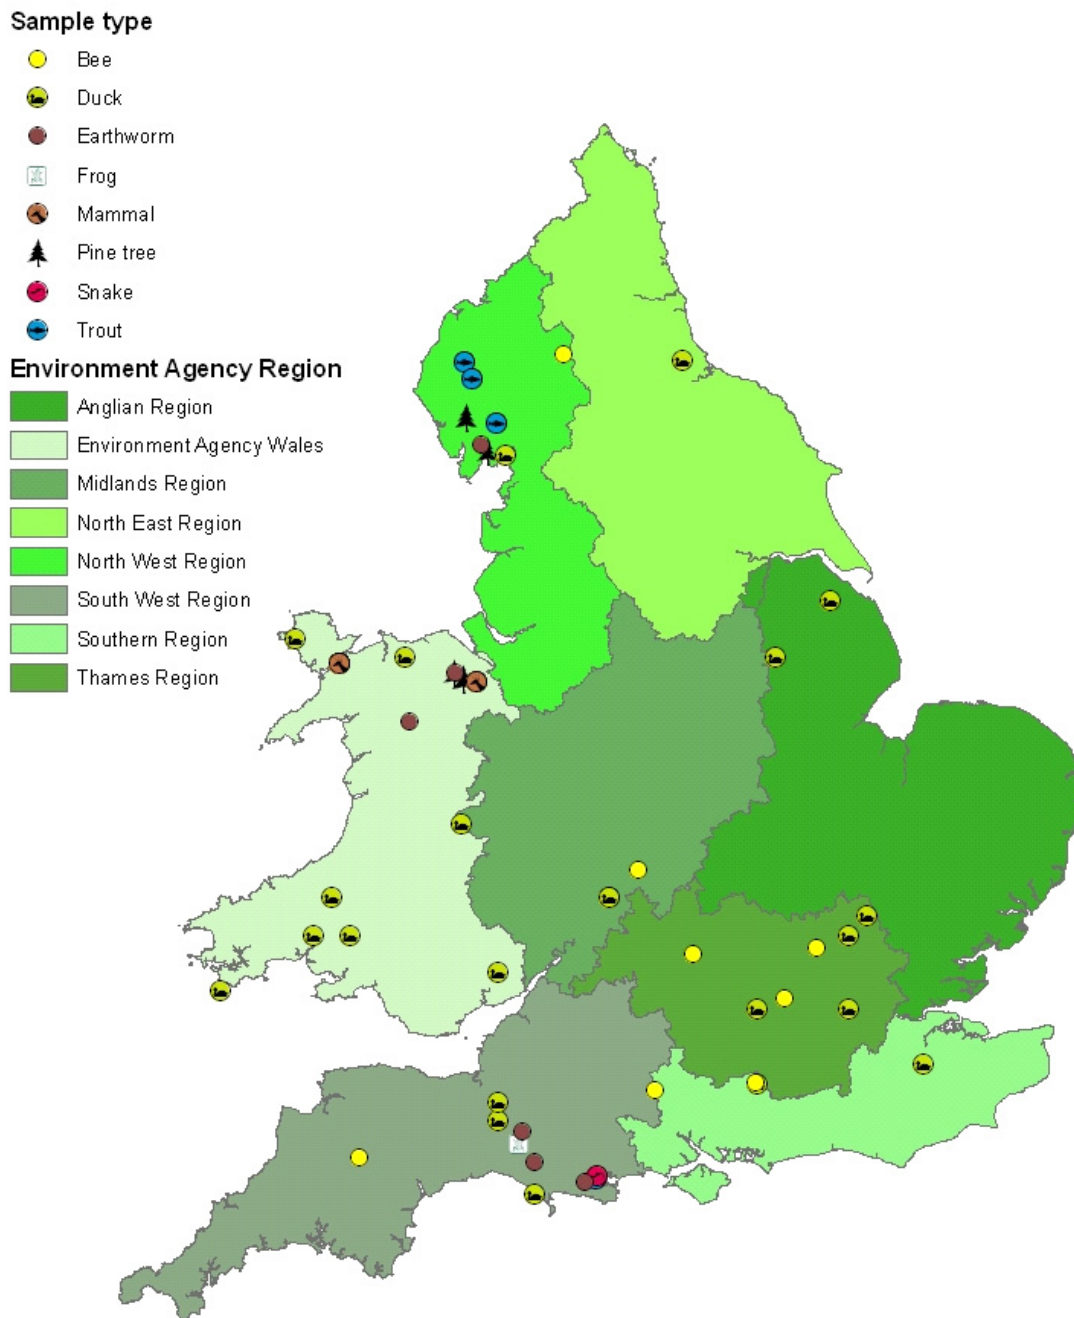 Sample type
Bee
Duck
Earthworm
Frog
Mammal
Pine tree
Snake
Trout
Environment Agency Region
Anglian Region
Environment Agency Wales
Midlands Region
North East Region
North West Region
South West Region
Southern Region
Thames Region